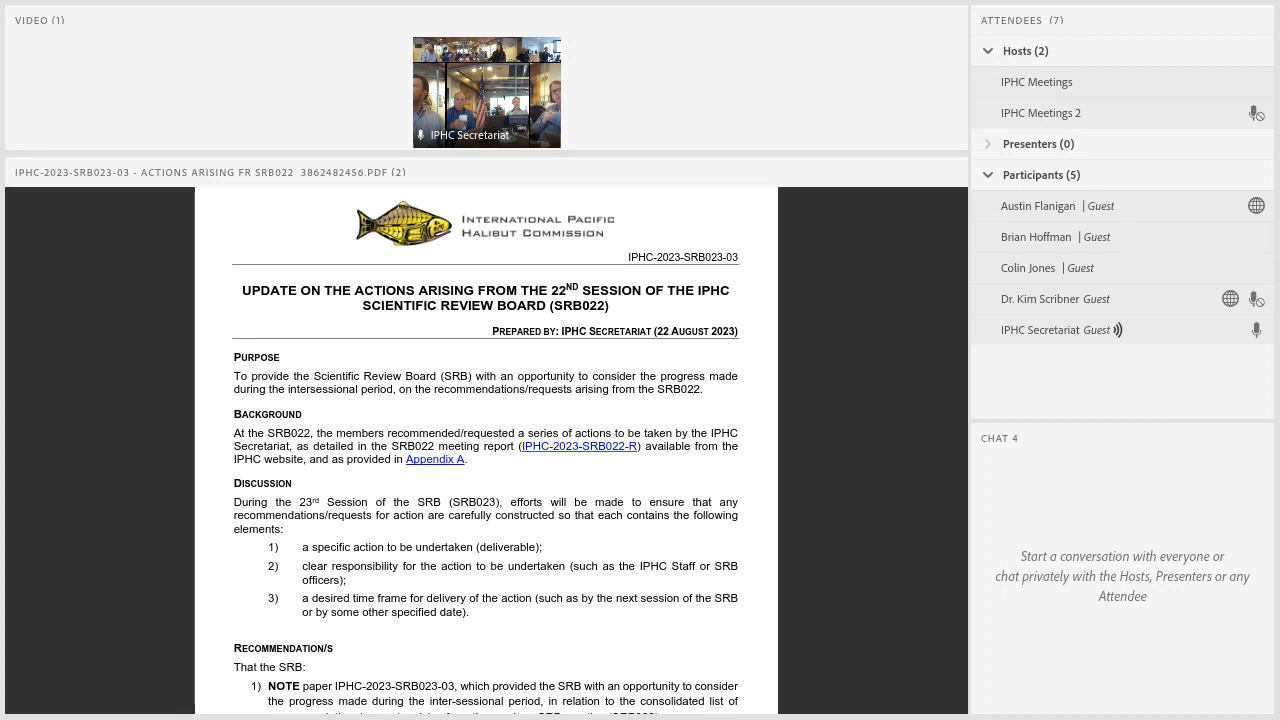 VIDEO (1)
IPHC Secretariat
IPHC-2023-SRB023-03 - ACTIONS ARISING FR SRB022_3862482456.PDF (2)
INTERNATIONAL PACIFIC
HALIBUT COMMISSION
IPHC-2023-SRB023-03
UPDATE ON THE ACTIONS ARISING FROM THE 22ND SESSION OF THE IPHC
SCIENTIFIC REVIEW BOARD (SRB022)
PREPARED BY: IPHC SECRETARIAT (22 AUGUST 2023)
PURPOSE
To provide the Scientific Review Board (SRB) with an opportunity to consider the progress made
during the intersessional period, on the recommendations/requests arising from the SRB022.
BACKGROUND
At the SRB022, the members recommended/requested a series of actions to be taken by the IPHC
Secretariat, as detailed in the SRB022 meeting report (IPHC-2023-SRB022-R) available from the
IPHC website, and as provided in Appendix A.
DISCUSSION
During the 23rd Session of the SRB (SRB023), efforts will be made to ensure that any
recommendations/requests for action are carefully constructed so that each contains the following
elements:
1) a specific action to be undertaken (deliverable);
2) clear responsibility for the action to be undertaken (such as the IPHC Staff or SRB
officers);
3) a desired time frame for delivery of the action (such as by the next session of the SRB
or by some other specified date).
RECOMMENDATION/S
That the SRB:
1) NOTE paper IPHC-2023-SRB023-03, which provided the SRB with an opportunity to consider
the progress made during the inter-sessional period, in relation to the consolidated list of
ATTENDEES (7)
Hosts (2)
IPHC Meetings
IPHC Meetings 2
Presenters (0)
Participants (5)
Austin Flanigan | Guest
Brian Hoffman | Guest
Colin Jones | Guest
Dr. Kim Scribner Guest
IPHC Secretariat Guest
CHAT 4
Start a conversation with everyone or
chat privately with the Hosts, Presenters or any
Attendee